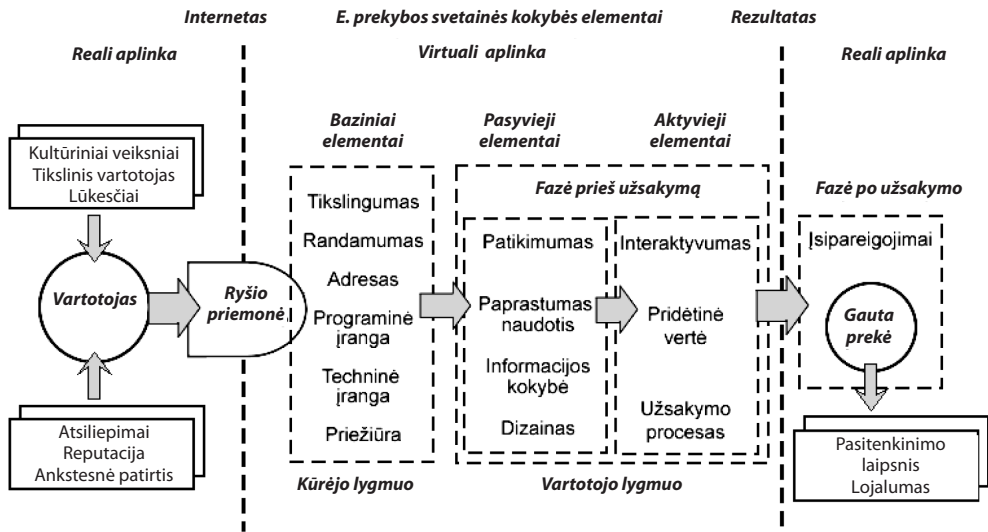 Internetas
E. prekybos svetainės kokybės elementai
Rezultatas
Reali aplinka
Virtuali aplinka
Reali aplinka
Kultūriniai veiksniai
Tikslinis vartotojas
Lūkesčiai
Vartotojas
Atsiliepimai
Reputacija
Ankstesnė patirtis
Ryšio
priemonė
Baziniai
elementai
Tikslingumas
Randamumas
Adresas
Programinė
įranga
Techninė
įranga
Priežiūra
Kūrėjo lygmuo
Pasyvieji
elementai
Aktyvieji
elementai
Fazė prieš užsakymą
Patikimumas
Paprastumas
naudotis
Informacijos
kokybė
Dizainas
Interaktyvumas
Pridėtinė
vertė
Užsakymo
procesas
Vartotojo lygmuo
Fazė po užsakymo
Įsipareigojimai
Gauta
prekė
Pasitenkinimo
laipsnis
Lojalumas